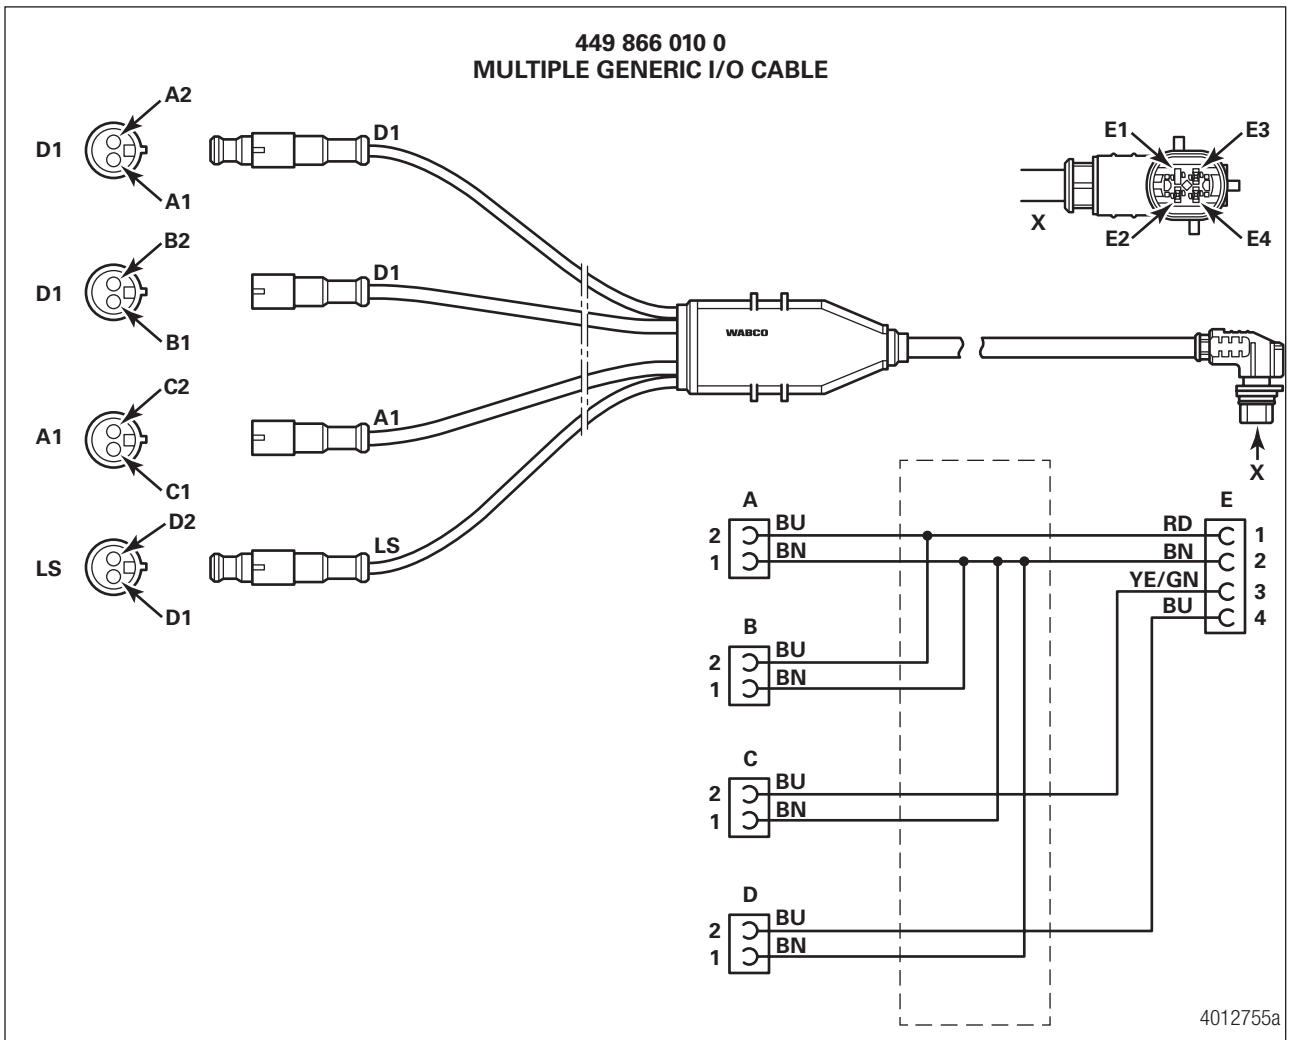 449 866 010 0
MULTIPLE GENERIC I/O CABLE
A2
D1
A1
D1
B2
D1
B1
D1
C2
A1
C1
A1
D2
LS
D1
LS
WABCO
E1
E3
X
E2
E4
X
A
2 BU
1 BN
B
2 BU
1 BN
C
2 BU
1 BN
D
2 BU
1 BN
E
RD 1
BN 2
YE/GN 3
BU 4
4012755a